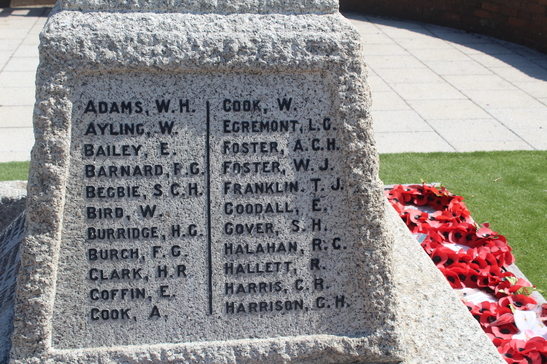 ADAMS, W. H.
AYLING, W.
BAILEY, E.
BARNARD, F. G.
BEGBIE, S. C. H.
BIRD, W.
BURRIDGE, H. G.
BURCH, F. G.
CLARK, H. R.
COFFIN, E.
COOK, A.
COOK, W.
EGREMONT, L. G.
FOSTER, A. C. H.
FOSTER, W. J.
FRANKLIN. T. J.
GOODALL, E.
GOVER, S. H.
HALAHAN, R. C.
HALLETT, R.
HARRIS, G. R.
HARRISON, G. H.